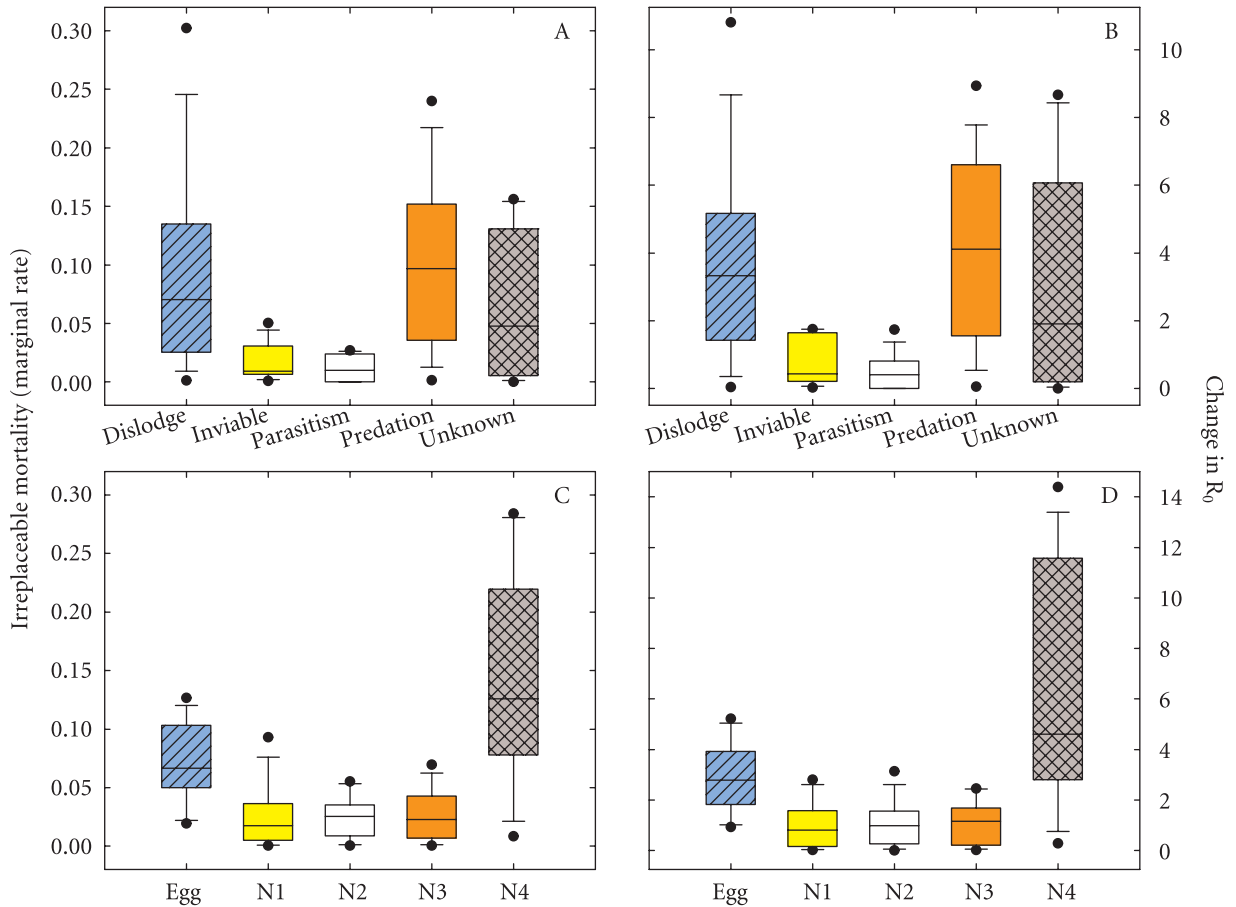 Irreplaceable mortality (marginal rate)
0.30
0.25
0.20
0.15
0.10
0.05
0.00
A
Dislodge
Inviable
Parasitism
Predation
Unknown
B
10
8
6
4
2
0
Dislodge
Inviable
Parasitism
Predation
Unknown
Change in R₀
0.30
0.25
0.20
0.15
0.10
0.05
0.00
C
Egg
N1
N2
N3
N4
D
14
12
10
8
6
4
2
0
Egg
N1
N2
N3
N4